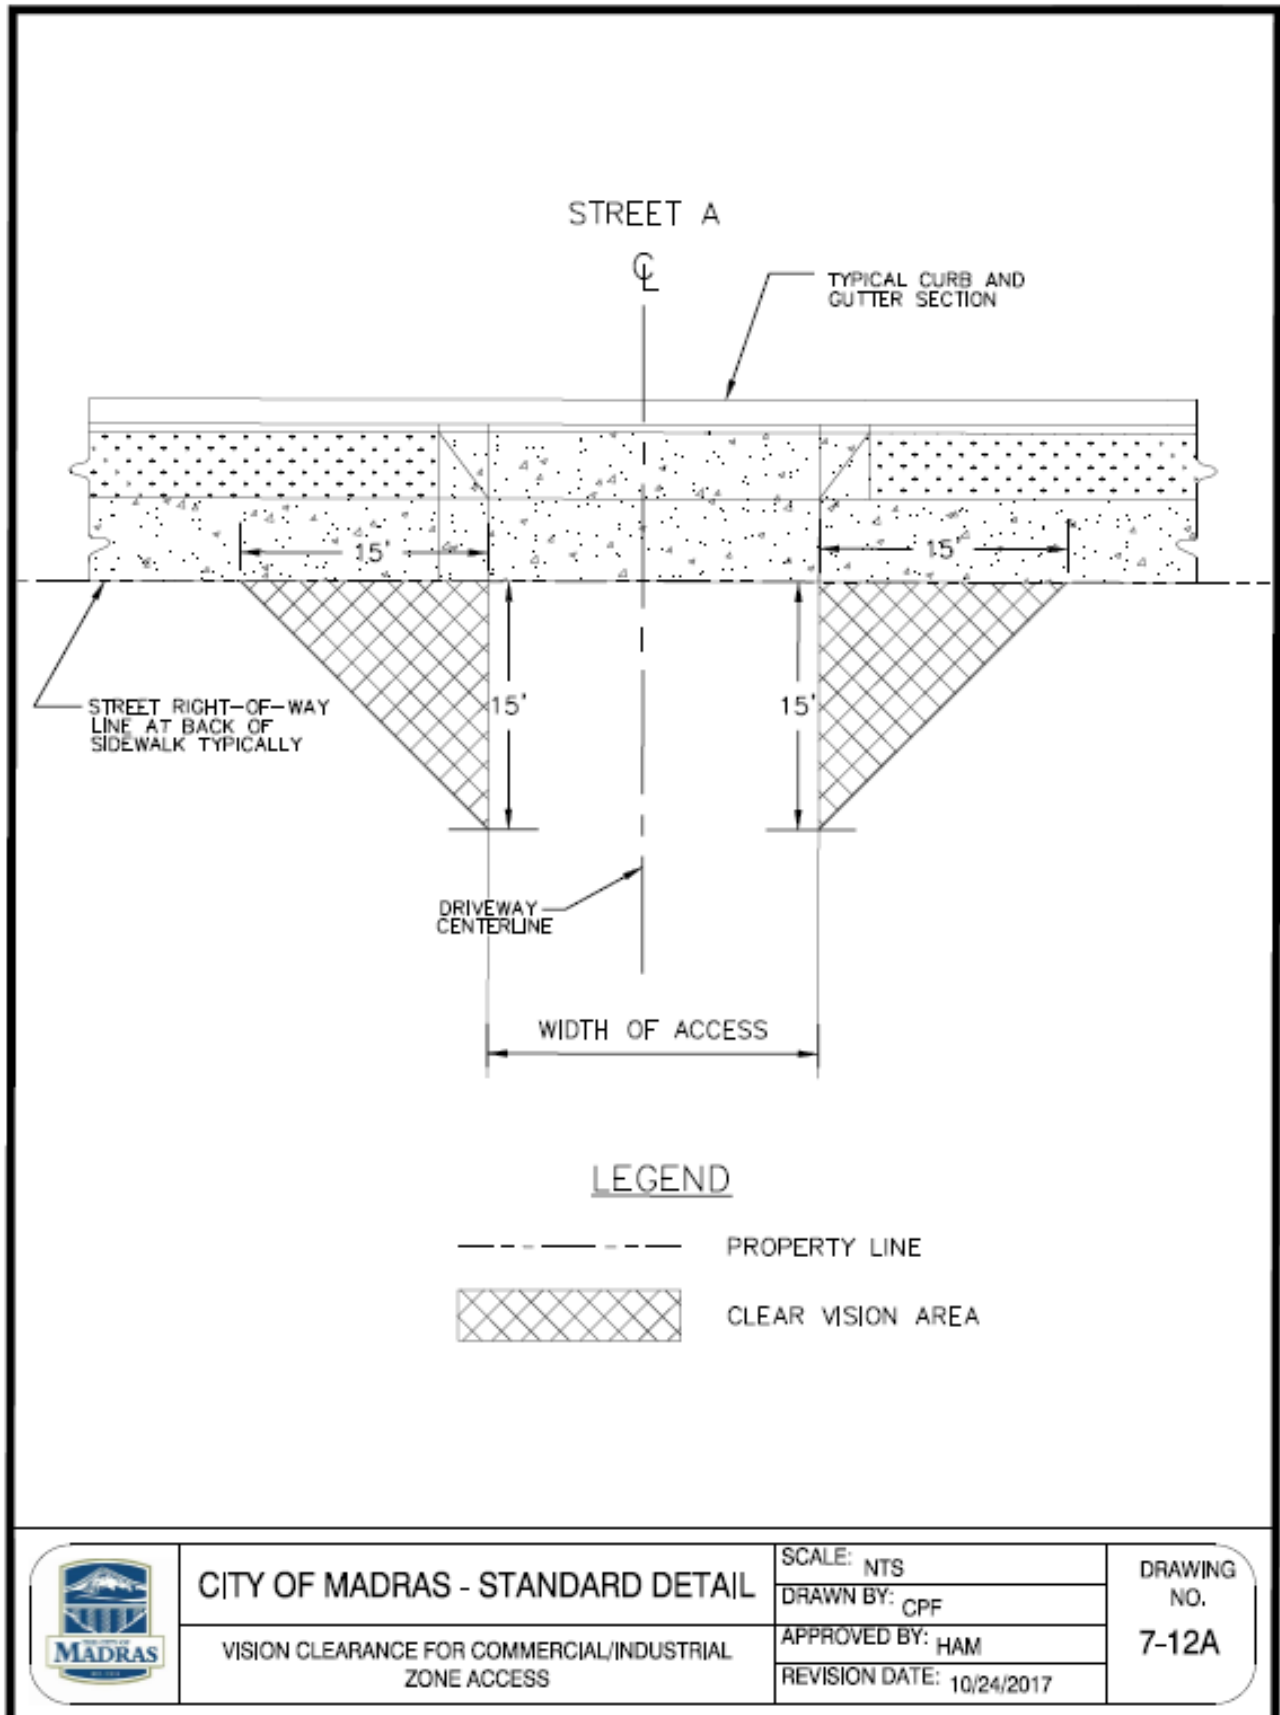 STREET A
℄
TYPICAL CURB AND
GUTTER SECTION
15'
15'
15'
15'
STREET RIGHT-OF-WAY
LINE AT BACK OF
SIDEWALK TYPICALLY
DRIVEWAY
CENTERLINE
WIDTH OF ACCESS
LEGEND
PROPERTY LINE
CLEAR VISION AREA
THE CITY OF
MADRAS
CITY OF MADRAS - STANDARD DETAIL
VISION CLEARANCE FOR COMMERCIAL/INDUSTRIAL
ZONE ACCESS
SCALE: NTS
DRAWN BY: CPF
APPROVED BY: HAM
REVISION DATE: 10/24/2017
DRAWING
NO.
7-12A